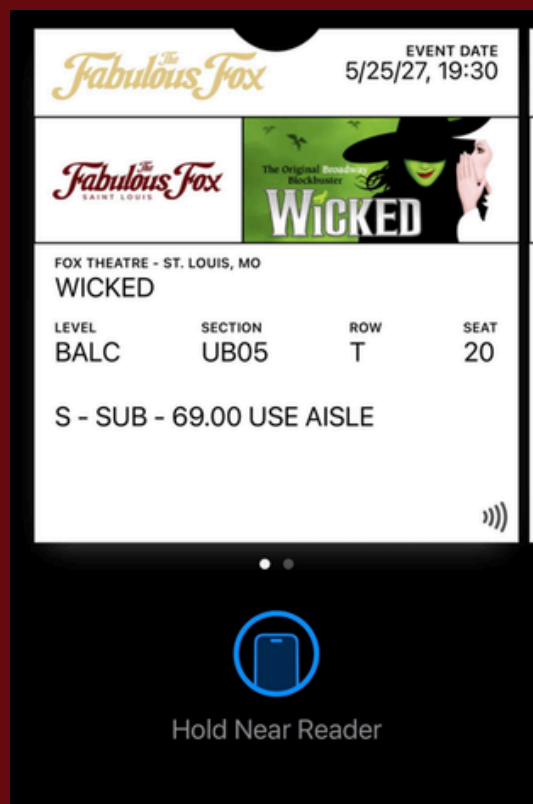 The
Fabulous Fox
EVENT DATE
5/25/27, 19:30
The
Fabulous Fox
SAINT LOUIS
The Original Broadway
Blockbuster
WICKED
FOX THEATRE - ST. LOUIS, MO
WICKED
LEVEL SECTION ROW SEAT
BALC UB05 T 20
S - SUB - 69.00 USE AISLE
Hold Near Reader